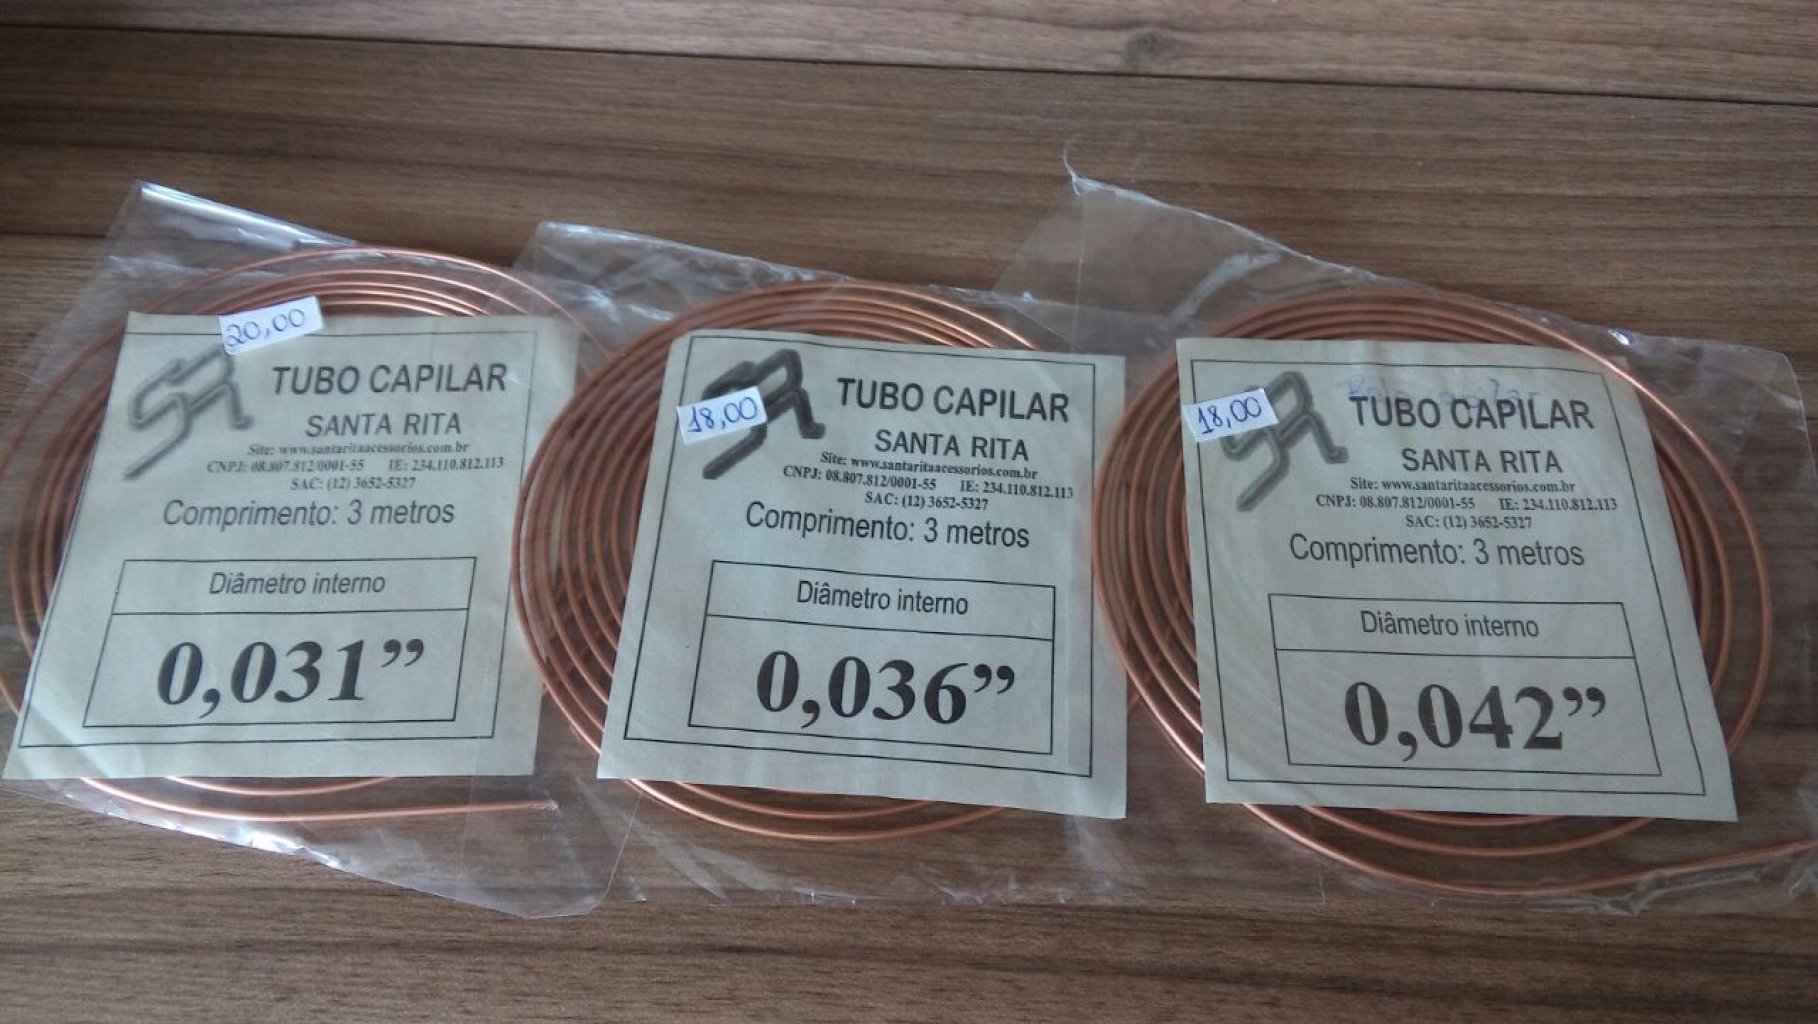 20,00
TUBO CAPILAR
SANTA RITA
Site: www.santaritaacessorios.com.br
CNPJ: 08.807.812/0001-55 IE: 234.110.812.113
SAC: (12) 3652-5327
Comprimento: 3 metros
Diâmetro interno
0,031”
18,00
TUBO CAPILAR
SANTA RITA
Site: www.santaritaacessorios.com.br
CNPJ: 08.807.812/0001-55 IE: 234.110.812.113
SAC: (12) 3652-5327
Comprimento: 3 metros
Diâmetro interno
0,036”
18,00
TUBO CAPILAR
SANTA RITA
Site: www.santaritaacessorios.com.br
CNPJ: 08.807.812/0001-55 IE: 234.110.812.113
SAC: (12) 3652-5327
Comprimento: 3 metros
Diâmetro interno
0,042”